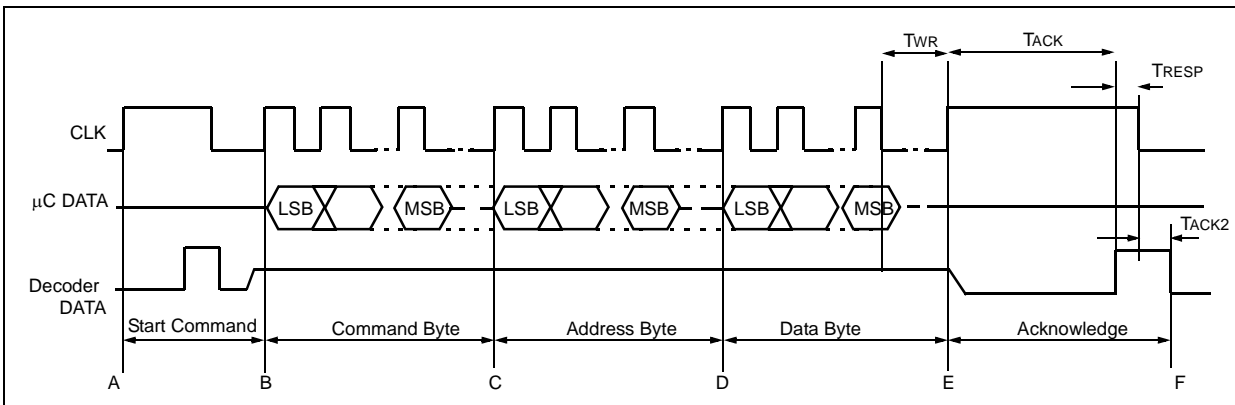 TWR
TACK
TRESP
CLK
μC DATA
LSB
MSB
LSB
MSB
LSB
MSB
TACK2
Decoder
DATA
Start Command
Command Byte
Address Byte
Data Byte
Acknowledge
A
B
C
D
E
F